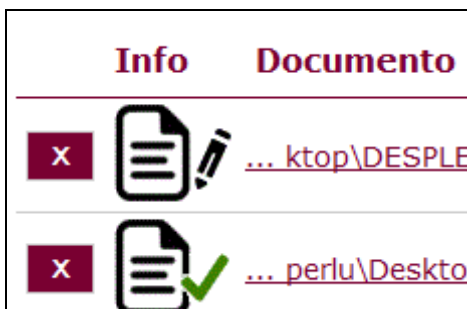 Info Documento
X ... ktop\DESPLE
X ... perlu\Deskto